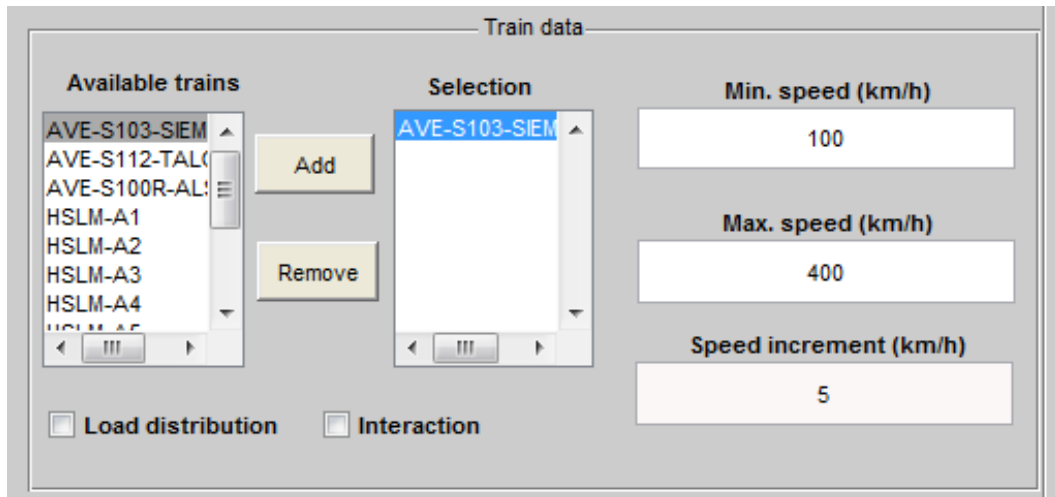 Train data
Available trains
AVE-S103-SIEM
AVE-S112-TAL
AVE-S100R-AL
HSLM-A1
HSLM-A2
HSLM-A3
HSLM-A4
Add
Remove
Selection
AVE-S103-SIEM
Min. speed (km/h)
100
Max. speed (km/h)
400
Speed increment (km/h)
5
Load distribution
Interaction